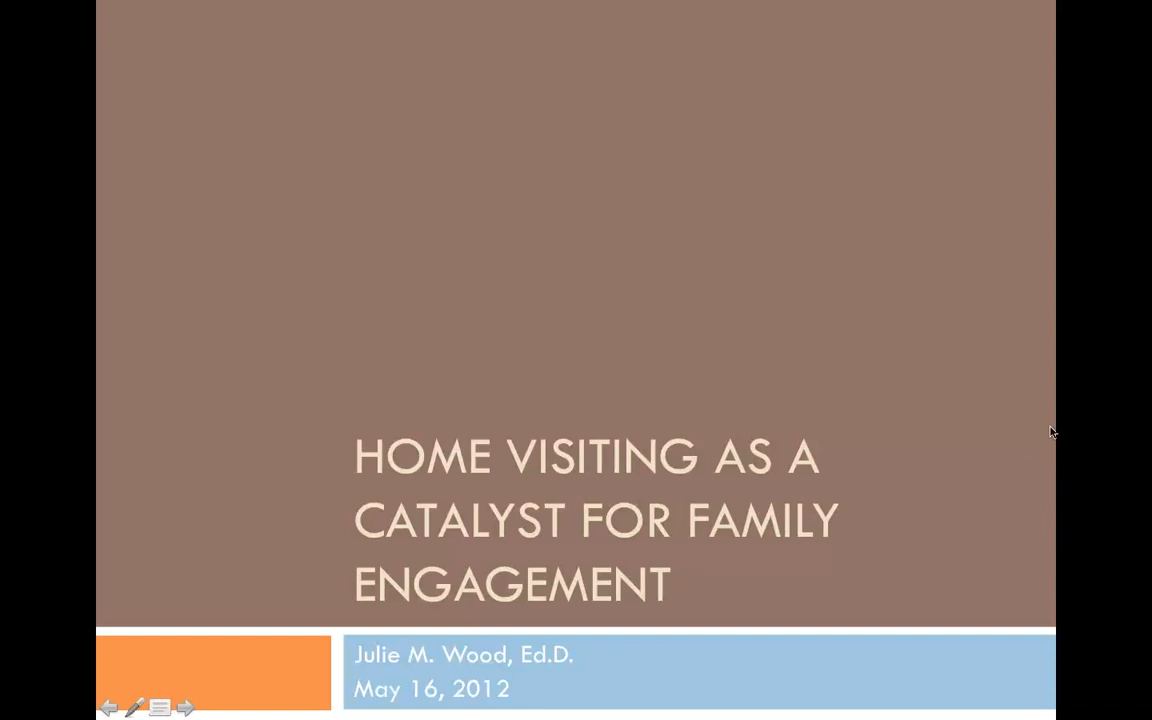 HOME VISITING AS A
CATALYST FOR FAMILY
ENGAGEMENT
Julie M. Wood, Ed.D.
May 16, 2012